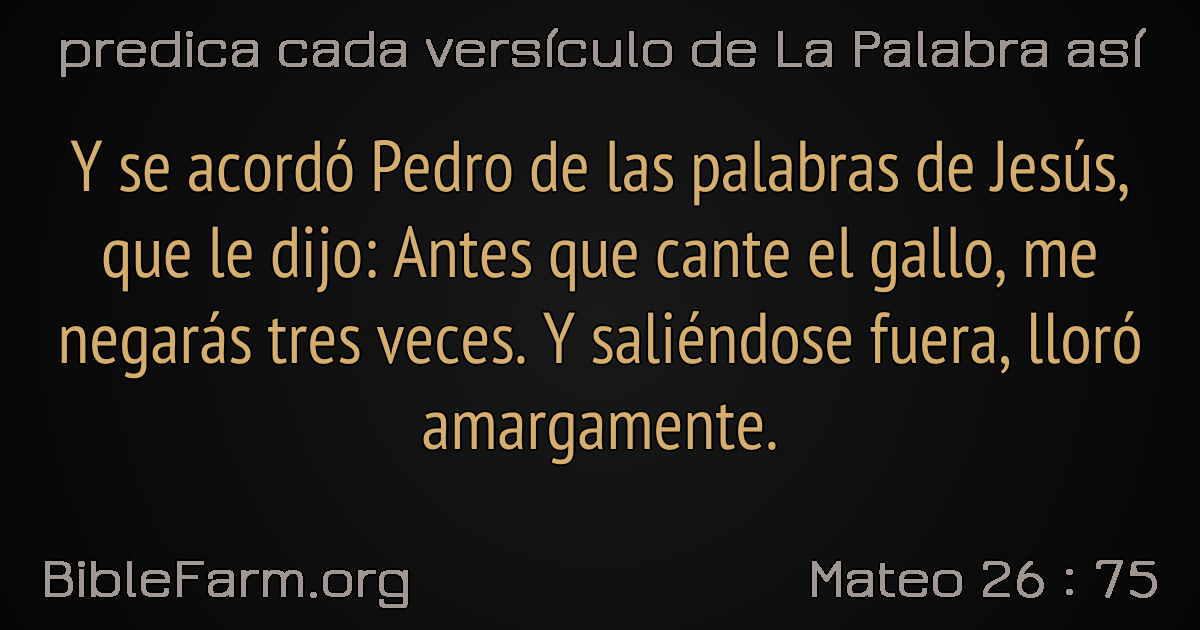 predica cada versículo de La Palabra así
Y se acordó Pedro de las palabras de Jesús,
que le dijo: Antes que cante el gallo, me
negarás tres veces. Y saliéndose fuera, lloró
amargamente.
BibleFarm.org
Mateo 26 : 75